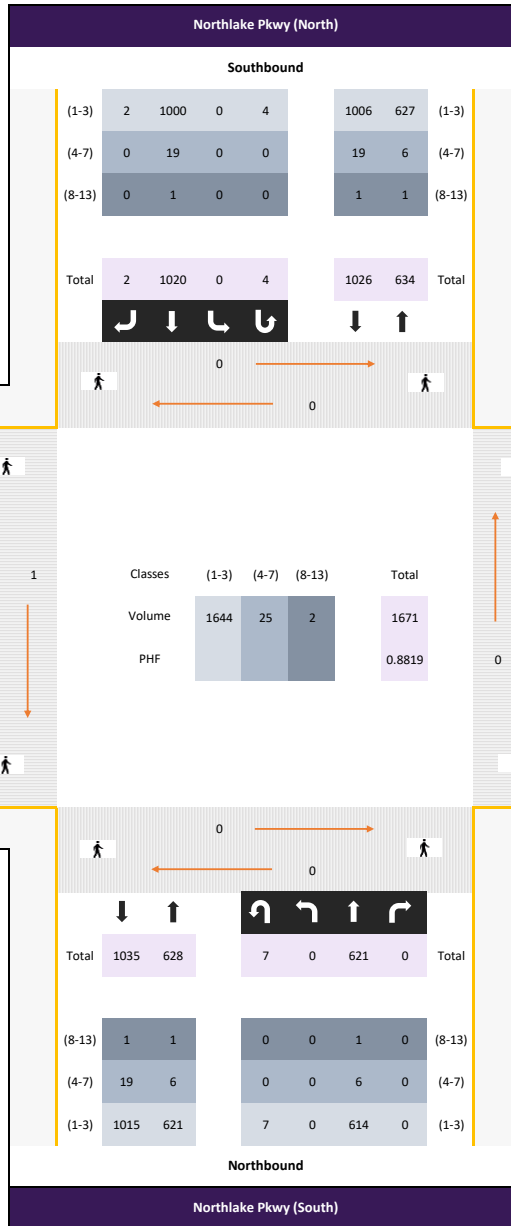 Northlake Pkwy (North)
Southbound
(1-3) 2 1000 0 4 1006 627 (1-3)
(4-7) 0 19 0 0 19 6 (4-7)
(8-13) 0 1 0 0 1 1 (8-13)
Total 2 1020 0 4 1026 634 Total
0
0
1
Classes (1-3) (4-7) (8-13) Total
Volume 1644 25 2 1671
PHF 0.8819
0
0
0
Total 1035 628 7 0 621 0 Total
(8-13) 1 1 0 0 1 0 (8-13)
(4-7) 19 6 0 0 6 0 (4-7)
(1-3) 1015 621 7 0 614 0 (1-3)
Northbound
Northlake Pkwy (South)